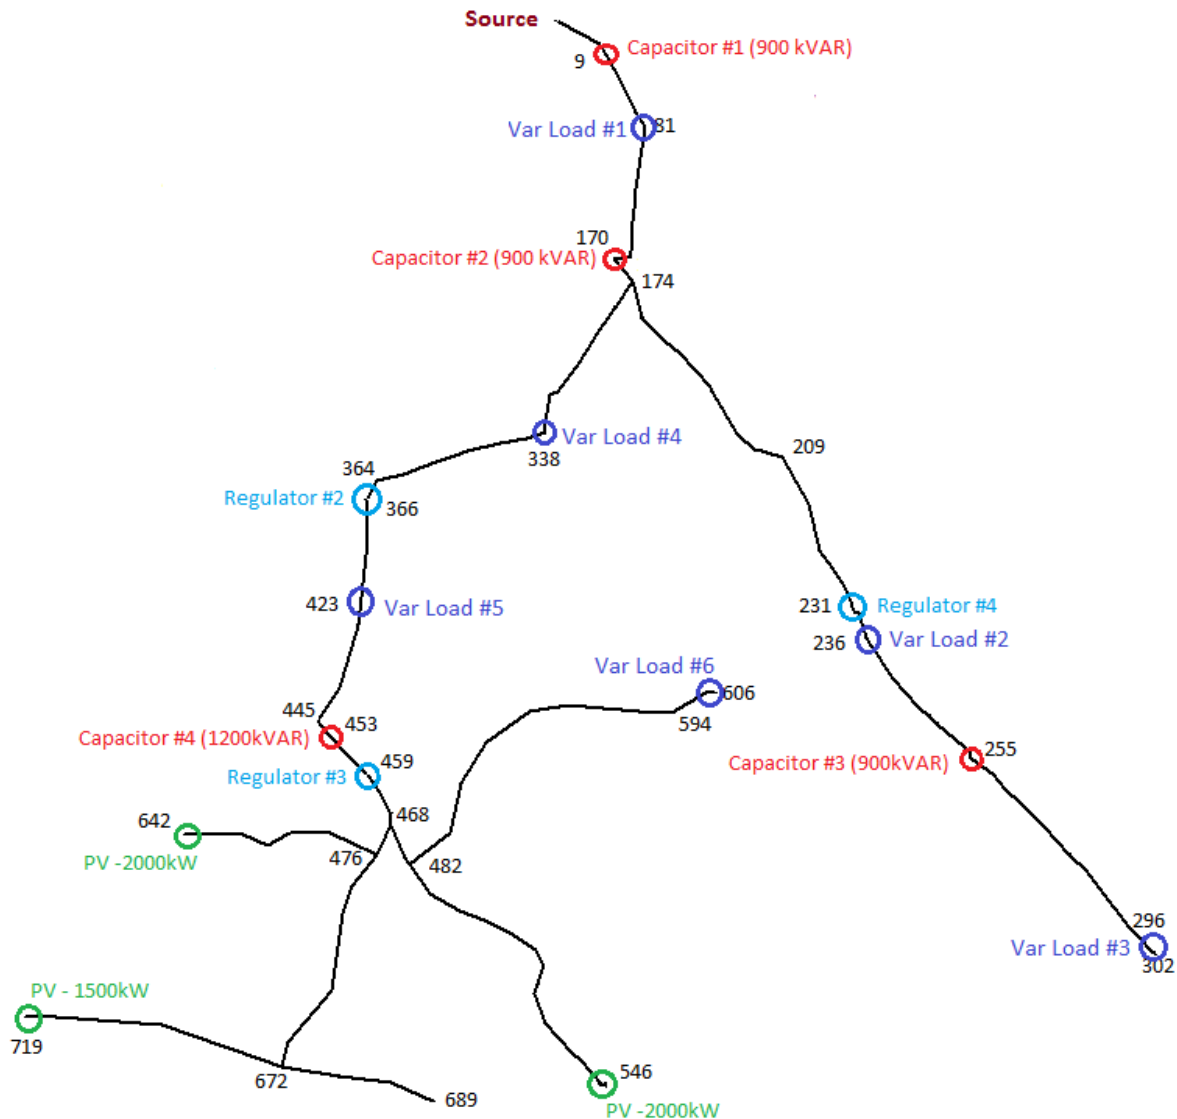 Source
Capacitor #1 (900 kVAR)
9
Var Load #1
81
170
Capacitor #2 (900 kVAR)
174
Var Load #4
338
209
364
Regulator #2
366
423
Var Load #5
231
Regulator #4
236
Var Load #2
Var Load #6
606
594
445
453
Capacitor #4 (1200kVAR)
255
Capacitor #3 (900kVAR)
459
Regulator #3
468
642
PV -2000kW
476
482
296
Var Load #3
302
PV - 1500kW
719
672
689
546
PV -2000kW